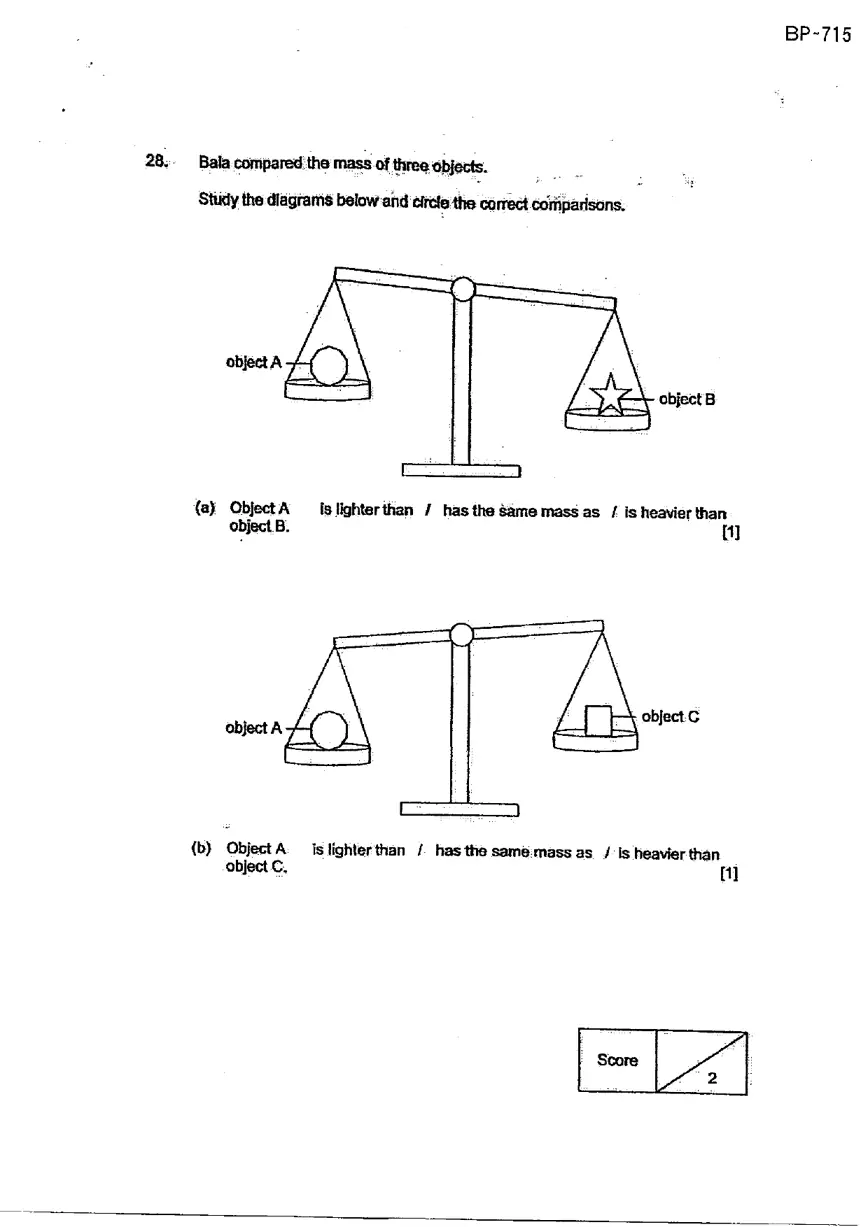 BP-715
28. Bala compared the mass of three objects.
Study the diagrams below and circle the correct comparisons.
object A
object B
(a) Object A is lighter than / has the same mass as / is heavier than
object B.
[1]
object A
object C
(b) Object A is lighter than / has the same mass as / is heavier than
object C.
[1]
Score
2